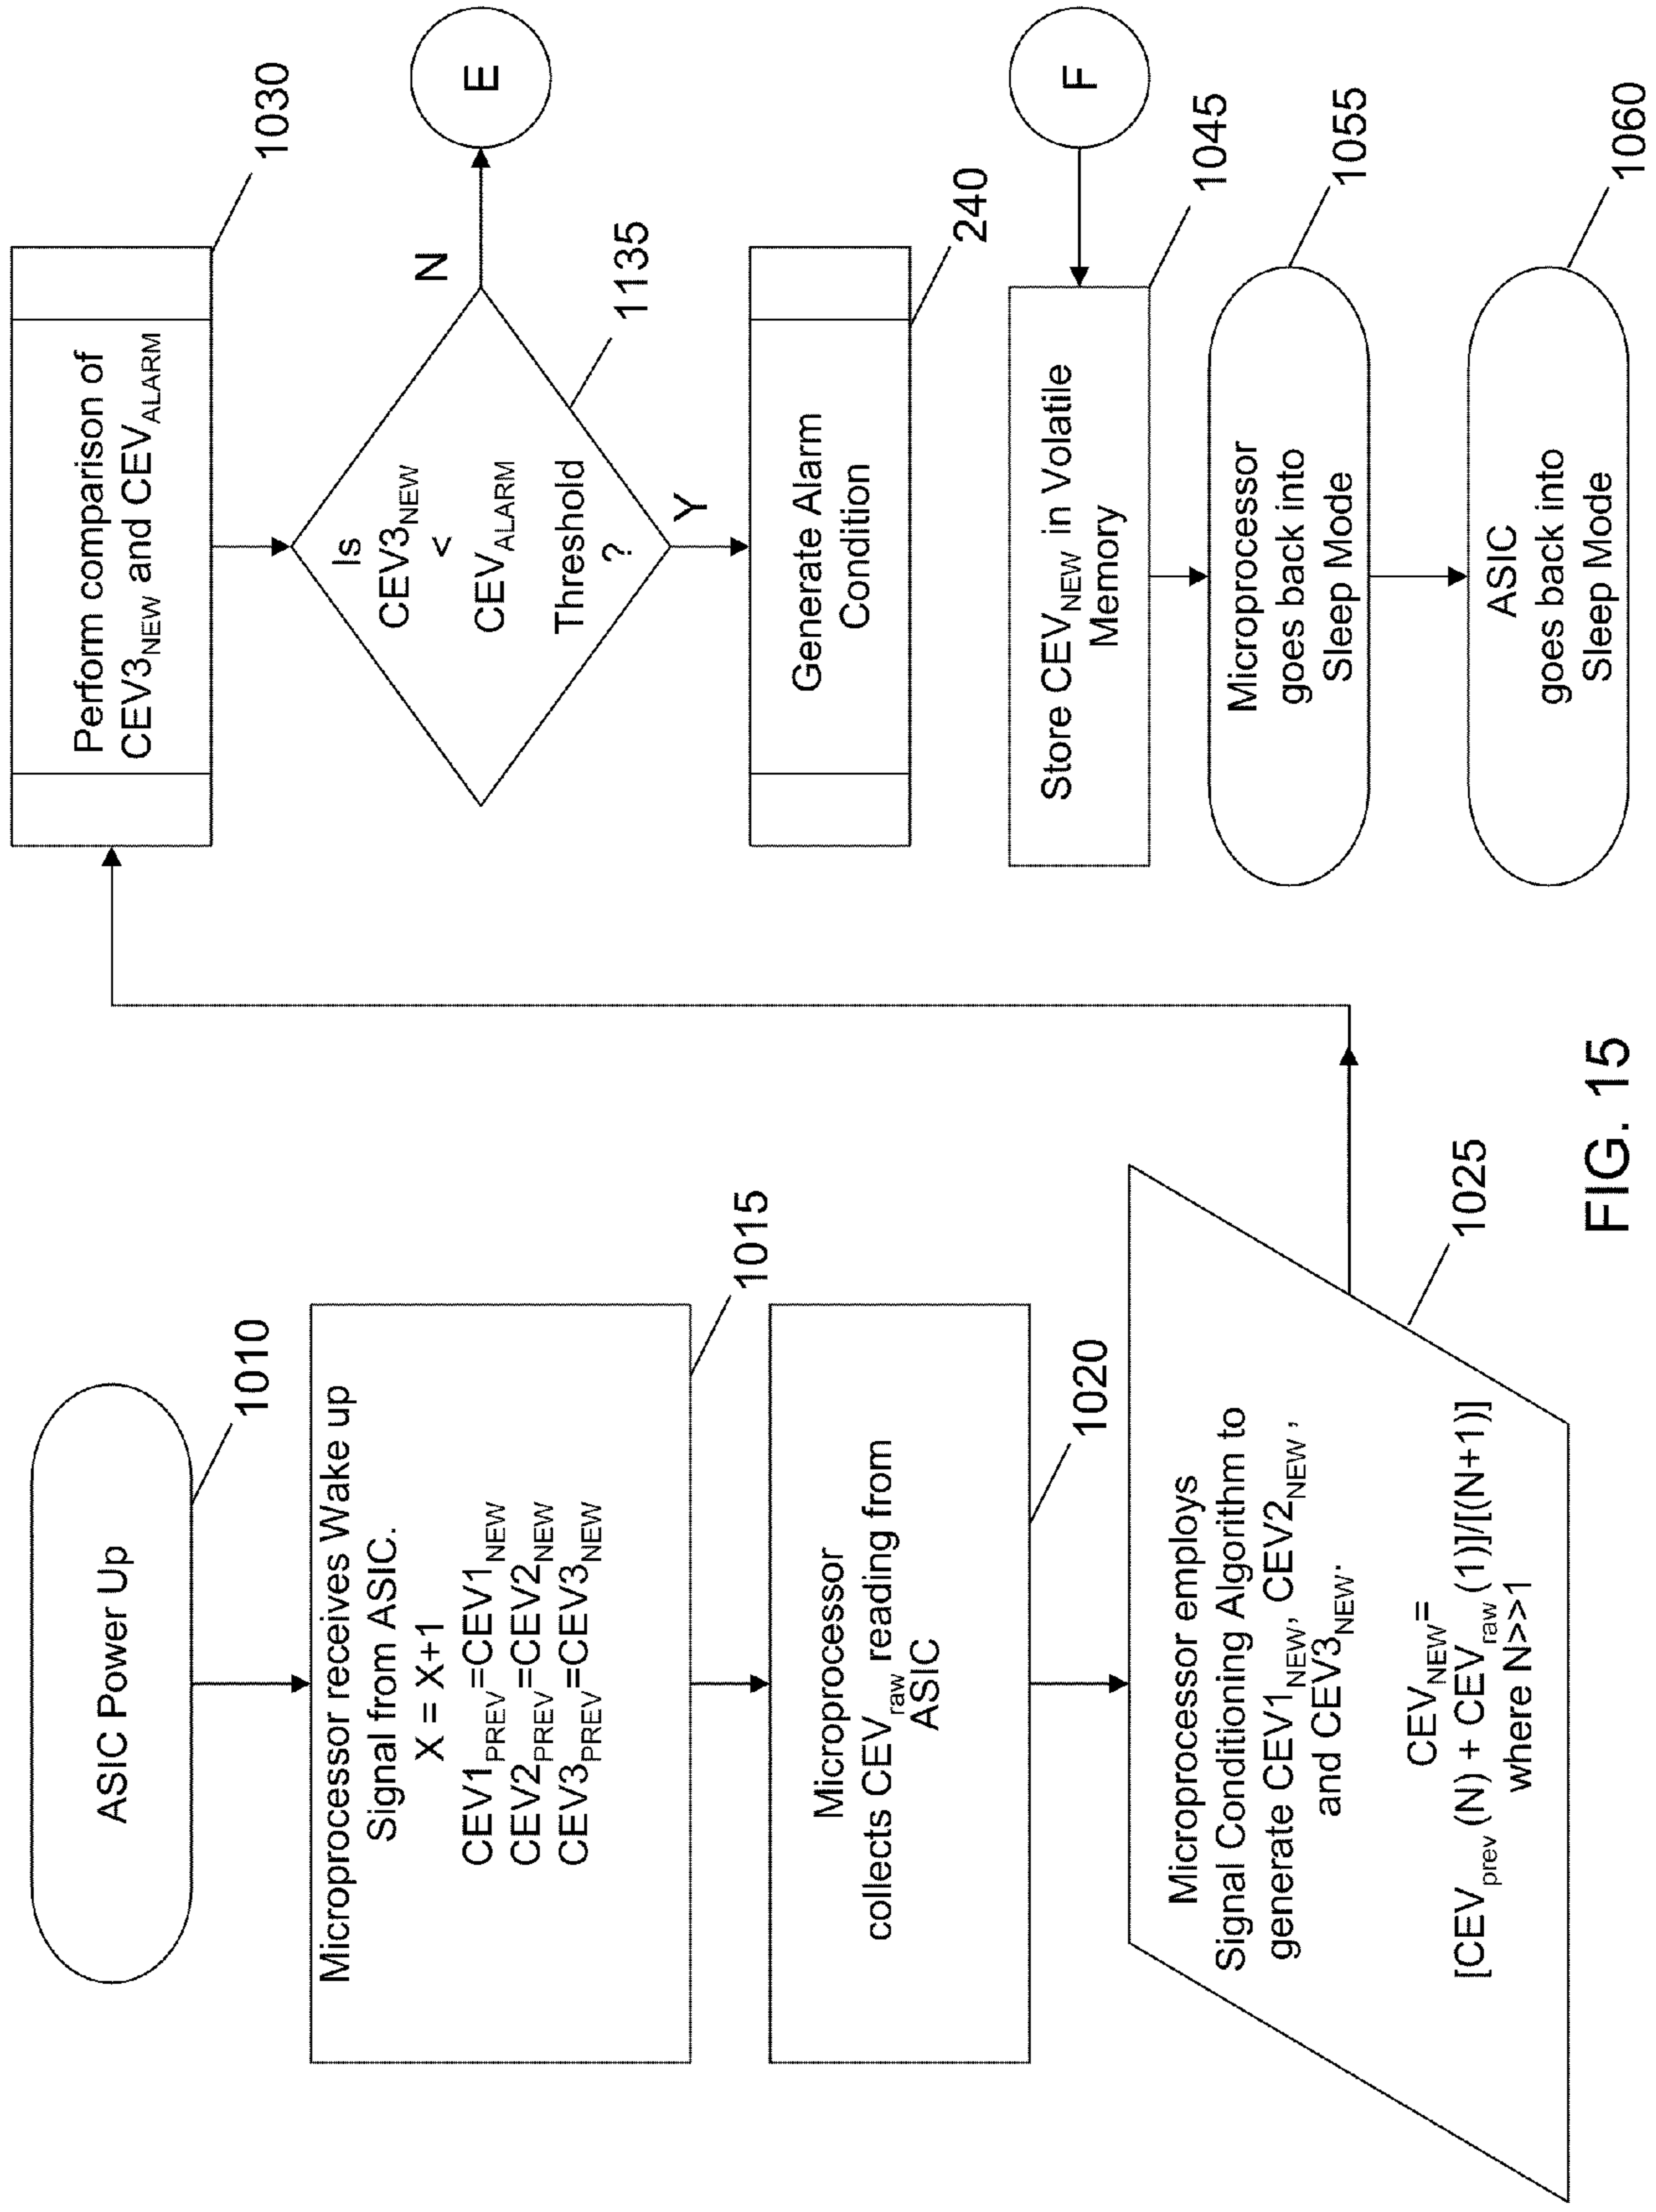 ASIC Power Up
1010
Microprocessor receives Wake up
Signal from ASIC.
X = X+1
CEV1PREV=CEV1NEW
CEV2PREV=CEV2NEW
CEV3PREV=CEV3NEW
1015
Microprocessor
collects CEVraw reading from
ASIC
1020
Microprocessor employs
Signal Conditioning Algorithm to
generate CEV1NEW, CEV2NEW,
and CEV3NEW.
CEVNEW=
[CEVprev (N) + CEVraw (1)]/[(N+1)]
where N>>1
1025
Perform comparison of
CEV3NEW and CEVALARM
1030
Is
CEV3NEW
<
CEVALARM
Threshold
?
1135
N
E
Y
Generate Alarm
Condition
240
F
Store CEVNEW in Volatile
Memory
1045
Microprocessor
goes back into
Sleep Mode
1055
ASIC
goes back into
Sleep Mode
1060
FIG. 15